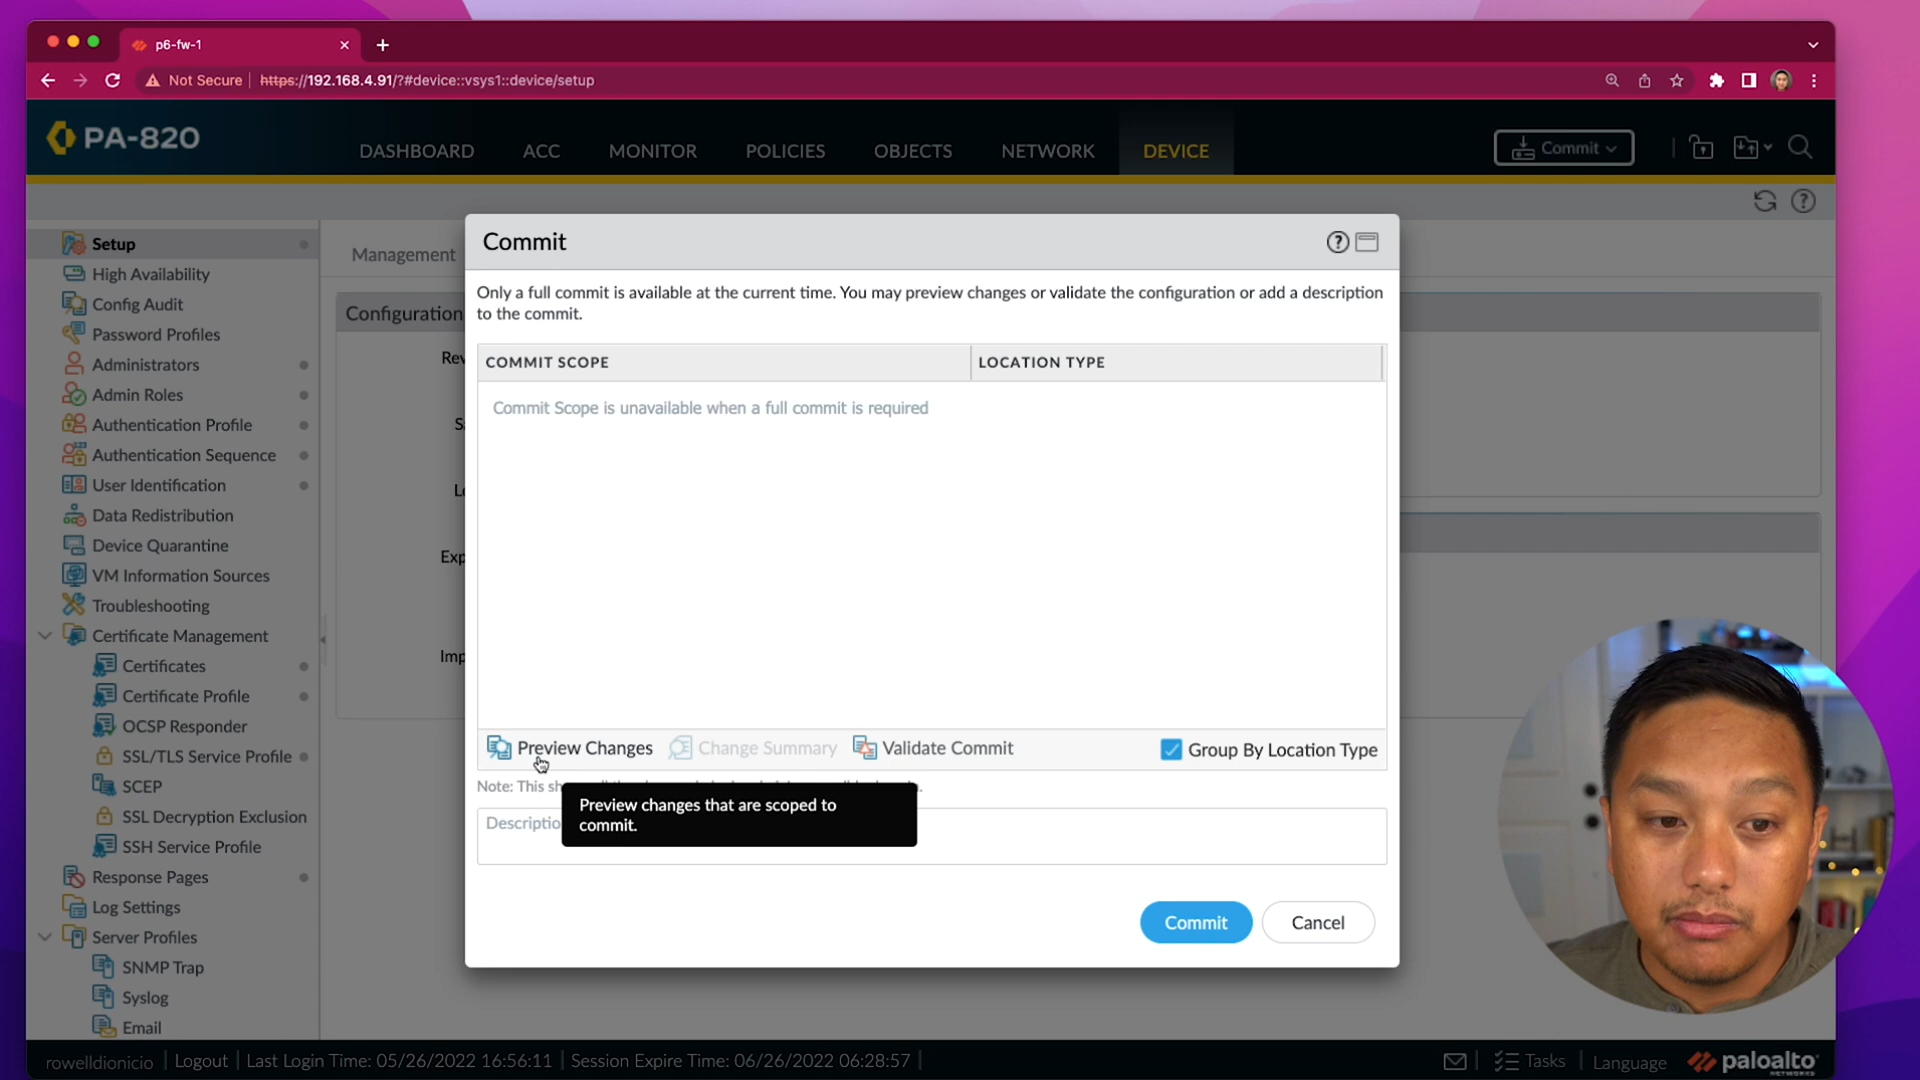 p6-fw-1
Not Secure
https://192.168.4.91/?#device::vsys1::device/setup
PA-820
DASHBOARD
ACC
MONITOR
POLICIES
OBJECTS
NETWORK
DEVICE
Commit
Setup
High Availability
Config Audit
Password Profiles
Administrators
Admin Roles
Authentication Profile
Authentication Sequence
User Identification
Data Redistribution
Device Quarantine
VM Information Sources
Troubleshooting
Certificate Management
Certificates
Certificate Profile
OCSP Responder
SSL/TLS Service Profile
SCEP
SSL Decryption Exclusion
SSH Service Profile
Response Pages
Log Settings
Server Profiles
SNMP Trap
Syslog
Email
Management
Configuration
Commit
Only a full commit is available at the current time. You may preview changes or validate the configuration or add a description
to the commit.
COMMIT SCOPE
LOCATION TYPE
Commit Scope is unavailable when a full commit is required
Preview Changes
Change Summary
Validate Commit
Group By Location Type
Note: This
Preview changes that are scoped to
commit.
Descriptio
Commit
Cancel
rowelldionicio
Logout
Last Login Time: 05/26/2022 16:56:11
Session Expire Time: 06/26/2022 06:28:57
Tasks
Language
paloalto
NETWORKS